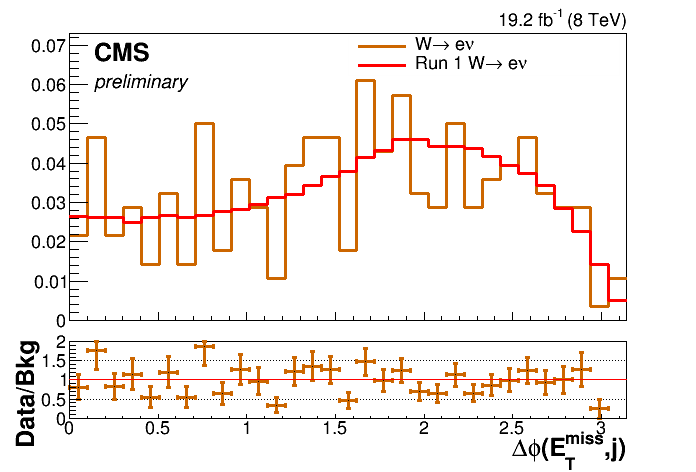 19.2 fb⁻¹ (8 TeV)
CMS
preliminary
W→ eν
Run 1 W→ eν
0.07
0.06
0.05
0.04
0.03
0.02
0.01
0
Data/Bkg
2
1.5
1
0.5
0
0 0.5 1 1.5 2 2.5 3
Δϕ(E_T^miss,j)